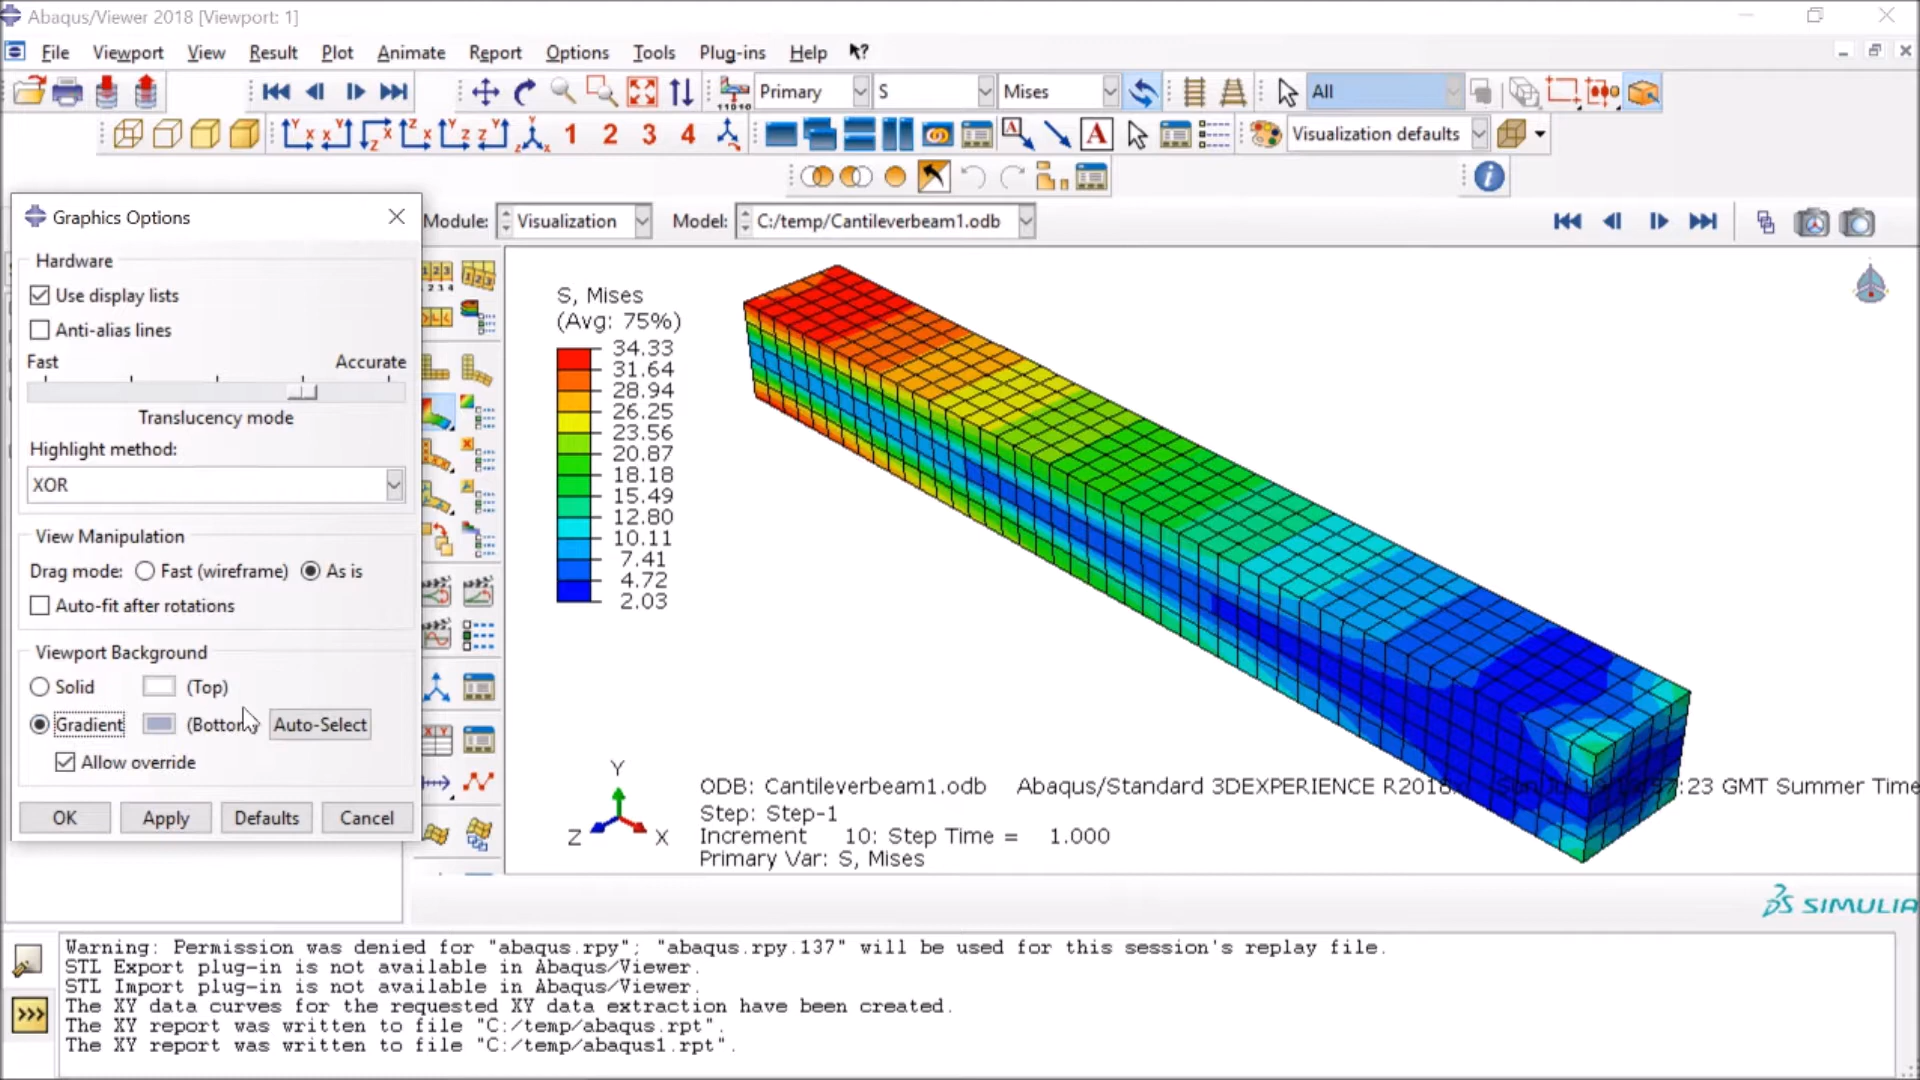 Abaqus/Viewer 2018 [Viewport: 1]
File Viewport View Result Plot Animate Report Options Tools Plug-ins Help
Primary S Mises All
1 2 3 4 A Visualization defaults
Graphics Options
Module: Visualization Model: C:/temp/Cantileverbeam1.odb
Hardware
Use display lists
Anti-alias lines
Fast Accurate
Translucency mode
Highlight method:
XOR
View Manipulation
Drag mode: Fast (wireframe) As is
Auto-fit after rotations
Viewport Background
Solid (Top)
Gradient Auto-Select
Allow override
OK Apply Defaults Cancel
S, Mises
(Avg: 75%)
34.33
31.64
28.94
26.25
23.56
20.87
18.18
15.49
12.80
10.11
7.41
4.72
2.03
Y
Z X
ODB: Cantileverbeam1.odb Abaqus/Standard 3DEXPERIENCE GMT Summer Time
Step: Step-1
Increment 10: Step Time = 1.000
Primary Var: S, Mises
SIMULIA
Warning: Permission was denied for "abaqus.rpy"; "abaqus.rpy.137" will be used for this session's replay file.
STL Export plug-in is not available in Abaqus/Viewer.
STL Import plug-in is not available in Abaqus/Viewer.
The XY data curves for the requested XY data extraction have been created.
The XY report was written to file "C:/temp/abaqus.rpt".
The XY report was written to file "C:/temp/abaqus1.rpt".